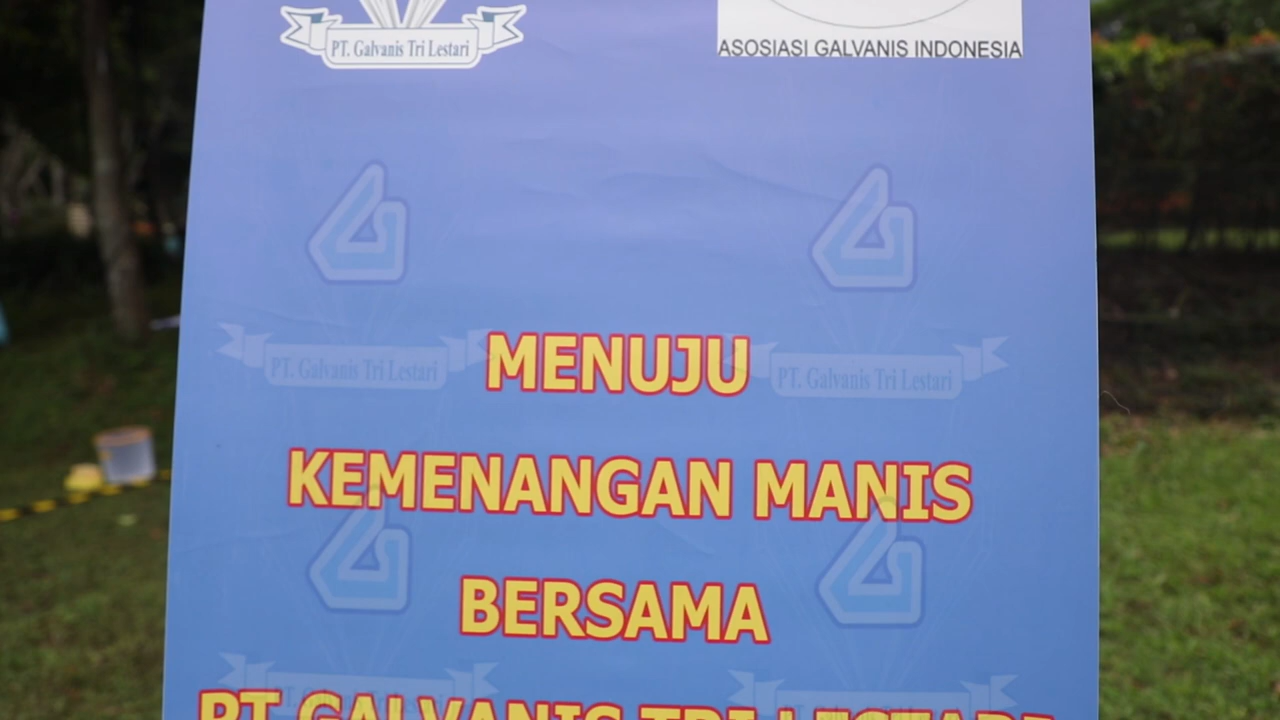 PT. Galvanis Tri Lestari
ASOSIASI GALVANIS INDONESIA
MENUJU
PT. Galvanis Tri Lestari
PT. Galvanis Tri Lestari
KEMENANGAN MANIS
BERSAMA
PT GALVANIS TRI LESTARI